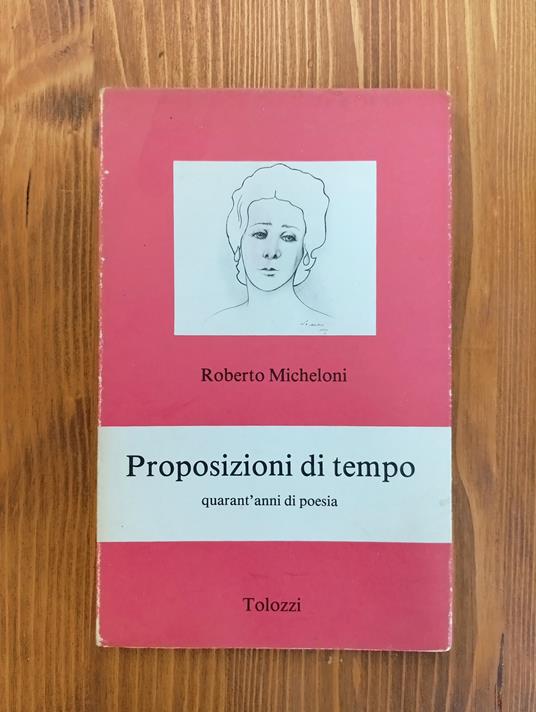 Roberto Micheloni
Proposizioni di tempo
quarant'anni di poesia
Tolozzi